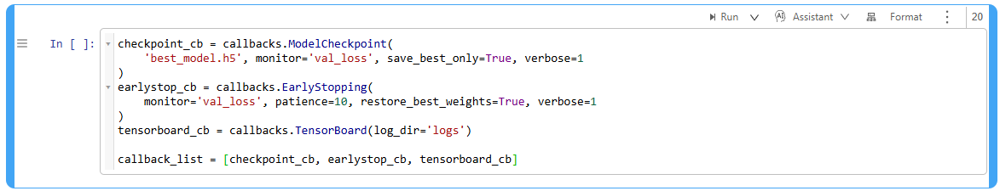 Run Assistant Format 20
In [ ]: checkpoint_cb = callbacks.ModelCheckpoint(
    'best_model.h5', monitor='val_loss', save_best_only=True, verbose=1
)
earlystop_cb = callbacks.EarlyStopping(
    monitor='val_loss', patience=10, restore_best_weights=True, verbose=1
)
tensorboard_cb = callbacks.TensorBoard(log_dir='logs')
callback_list = [checkpoint_cb, earlystop_cb, tensorboard_cb]